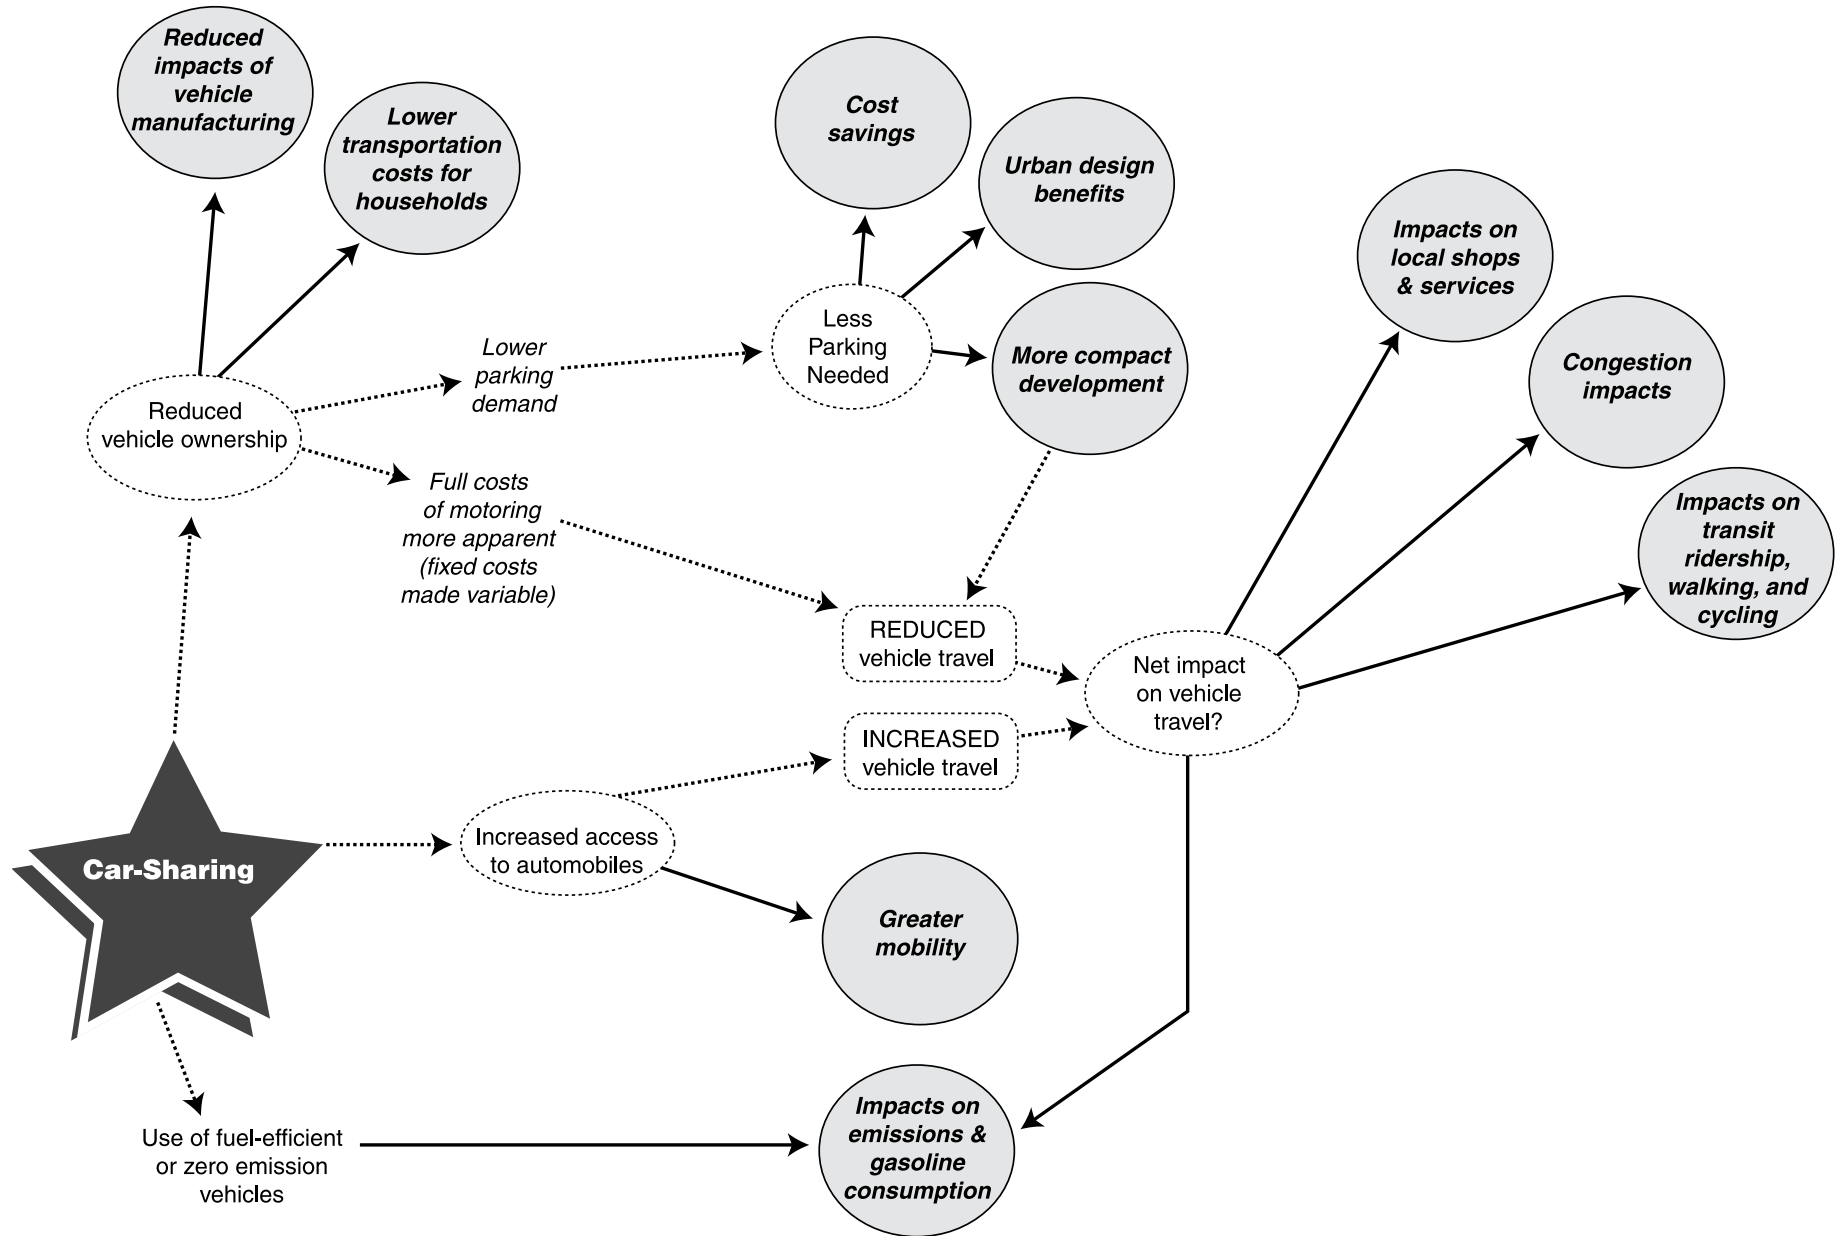 Reduced
impacts of
vehicle
manufacturing
Lower
transportation
costs for
households
Cost
savings
Urban design
benefits
Impacts on
local shops
& services
Less
Parking
Needed
More compact
development
Lower
parking
demand
Congestion
impacts
Reduced
vehicle ownership
Full costs
of motoring
more apparent
(fixed costs
made variable)
Impacts on
transit
ridership,
walking, and
cycling
REDUCED
vehicle travel
Net impact
on vehicle
travel?
INCREASED
vehicle travel
Car-Sharing
Increased access
to automobiles
Greater
mobility
Use of fuel-efficient
or zero emission
vehicles
Impacts on
emissions &
gasoline
consumption